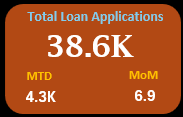 Total Loan Applications
38.6K
MTD MoM
4.3K 6.9